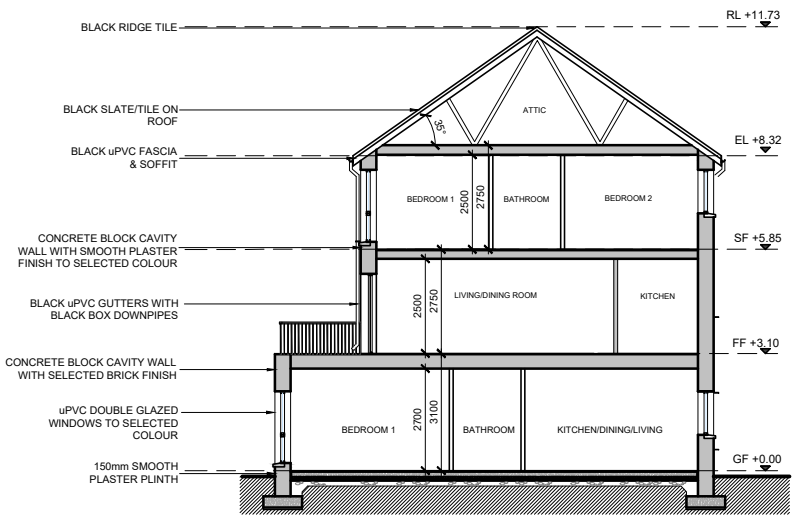 RL +11.73
BLACK RIDGE TILE
BLACK SLATE/TILE ON
ROOF
35°
ATTIC
BLACK uPVC FASCIA
& SOFFIT
EL +8.32
BEDROOM 1
2500
2750
BATHROOM
BEDROOM 2
CONCRETE BLOCK CAVITY
WALL WITH SMOOTH PLASTER
FINISH TO SELECTED COLOUR
SF +5.85
BLACK uPVC GUTTERS WITH
BLACK BOX DOWNPIPES
2500
2750
LIVING/DINING ROOM
KITCHEN
FF +3.10
CONCRETE BLOCK CAVITY WALL
WITH SELECTED BRICK FINISH
uPVC DOUBLE GLAZED
WINDOWS TO SELECTED
COLOUR
BEDROOM 1
2700
3100
BATHROOM
KITCHEN/DINING/LIVING
GF +0.00
150mm SMOOTH
PLASTER PLINTH